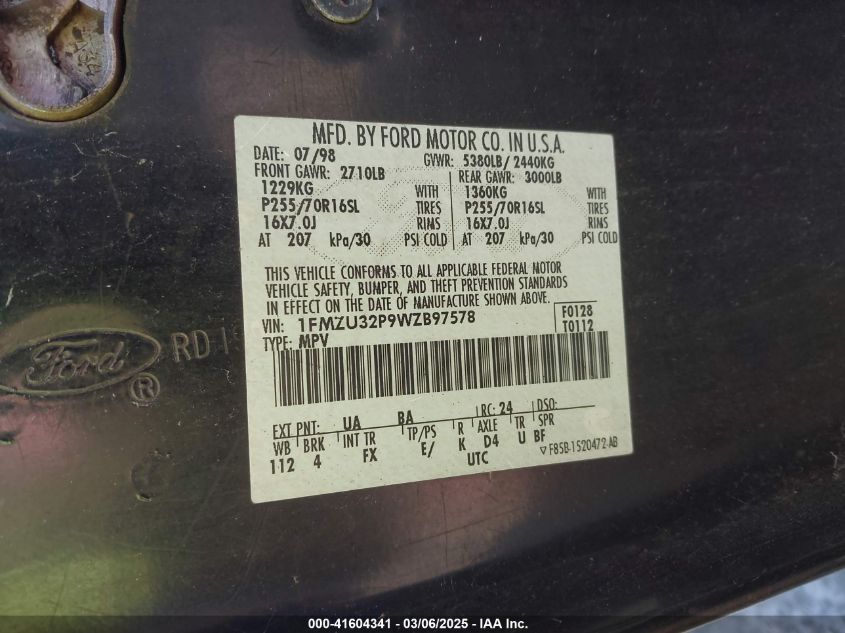 MFD. BY FORD MOTOR CO. IN U.S.A.
DATE: 07/98 GVWR: 5380LB/ 2440KG
FRONT GAWR: 2710LB REAR GAWR: 3000LB
1229KG WITH 1360KG WITH
P255/70R16SL TIRES P255/70R16SL TIRES
16X7.0J RIMS 16X7.0J RIMS
AT 207 kPa/30 PSI COLD AT 207 kPa/30 PSI COLD
THIS VEHICLE CONFORMS TO ALL APPLICABLE FEDERAL MOTOR
VEHICLE SAFETY, BUMPER, AND THEFT PREVENTION STANDARDS
IN EFFECT ON THE DATE OF MANUFACTURE SHOWN ABOVE.
VIN: 1FMZU32P9WZB97578 F0128
TYPE: MPV T0112
Ford ® RD
EXT PNT: UA BA RC: 24 DSO:
WB BRK INT TR TP/PS R AXLE TR SPR
112 4 FX E/ K D4 U BF
UTC ▽F85B-1520472-AB
000-41604341 | 03/06/2025 - IAA Inc.